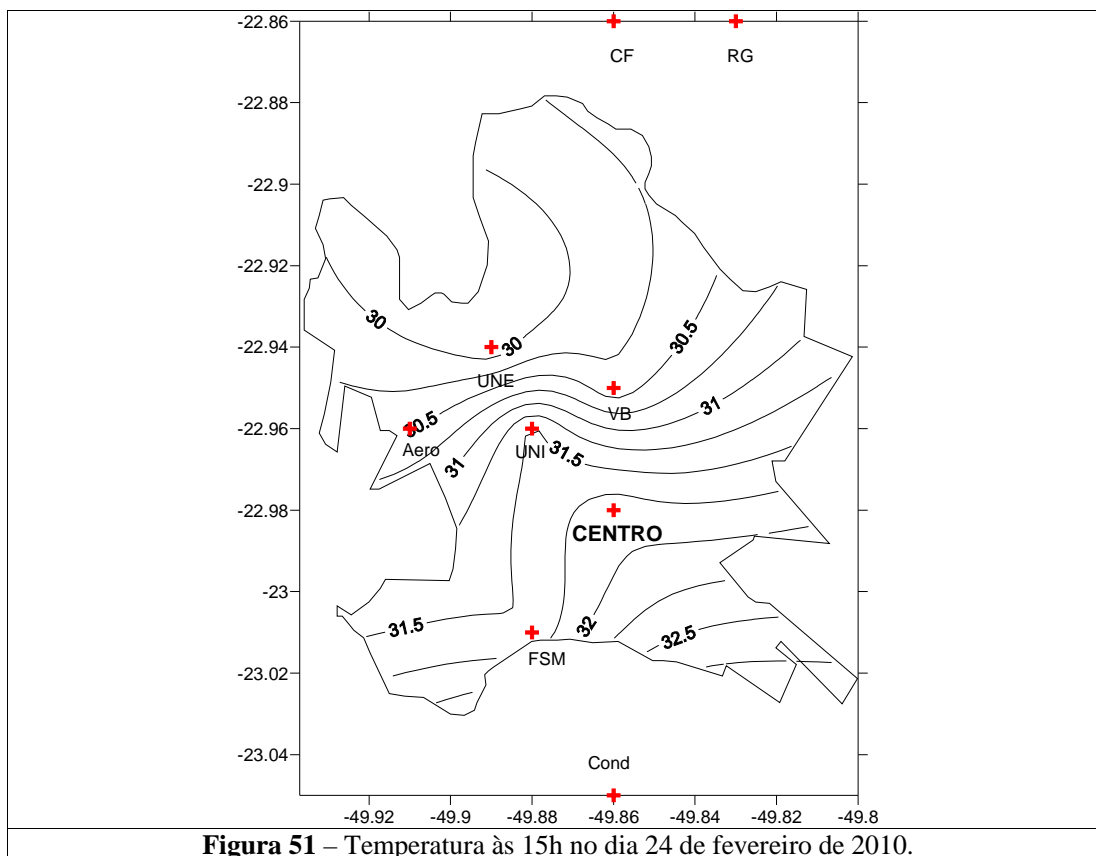 -22.86
CF RG
-22.88
-22.9
-22.92
30
-22.94
30
30.5
UNE
31
VB
30.5
-22.96
Aero
UNI
31.5
31
-22.98
CENTRO
-23
31.5
32
32.5
FSM
-23.02
-23.04
Cond
-49.92 -49.9 -49.88 -49.86 -49.84 -49.82 -49.8
Figura 51 – Temperatura às 15h no dia 24 de fevereiro de 2010.